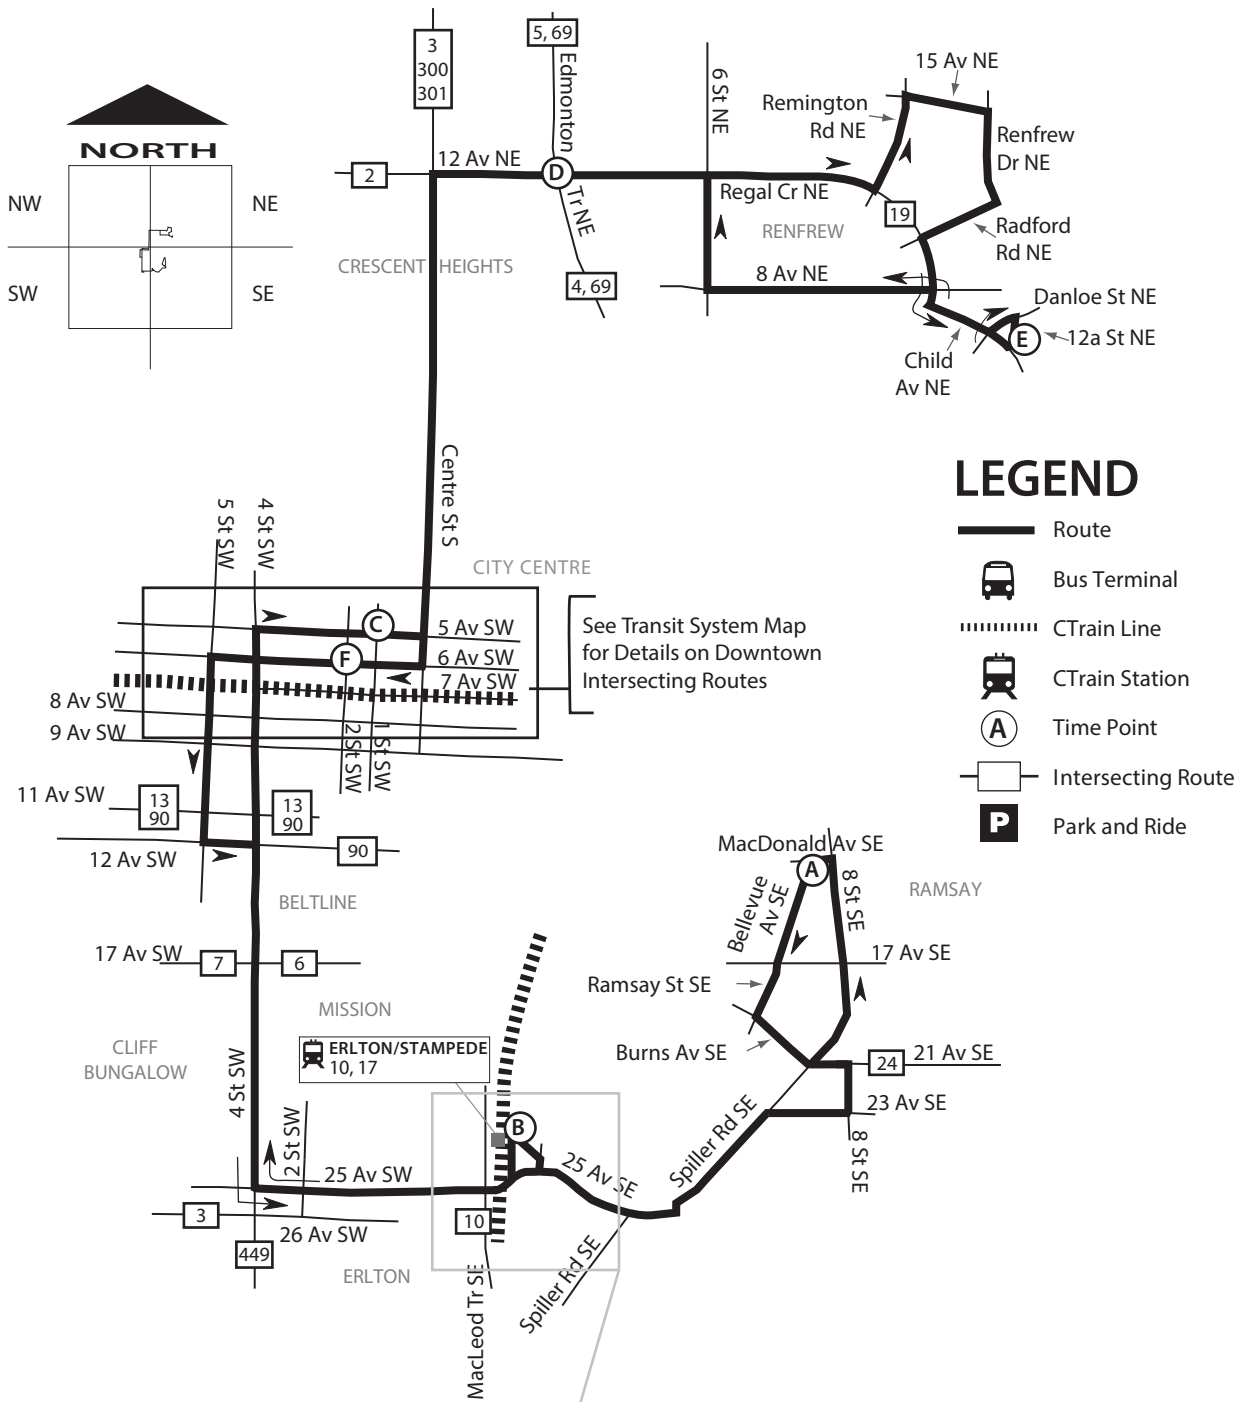 3
300
301
5, 69
Edmonton
Tr NE
6 St NE
15 Av NE
Remington
Rd NE
Renfrew
Dr NE
NORTH
NW
NE
SW
SE
2
12 Av NE
D
Regal Cr NE
19
RENFREW
Radford
Rd NE
CRESCENT HEIGHTS
4, 69
8 Av NE
Danloe St NE
E
12a St NE
Child
Av NE
Centre St S
LEGEND
Route
Bus Terminal
CTrain Line
CTrain Station
A
Time Point
Intersecting Route
P
Park and Ride
5 St SW
4 St SW
CITY CENTRE
C
5 Av SW
F
6 Av SW
7 Av SW
8 Av SW
9 Av SW
2 St SW
1 St SW
See Transit System Map
for Details on Downtown
Intersecting Routes
11 Av SW
13
90
13
90
12 Av SW
90
BELTLINE
17 Av SW
7
6
MISSION
CLIFF
BUNGALOW
ERLTON/STAMPEDE
10, 17
4 St SW
2 St SW
25 Av SW
3
26 Av SW
449
ERLTON
10
MacLeod Tr SE
B
25 Av SE
Spiller Rd SE
Spiller Rd SE
MacDonald Av SE
A
8 St SE
RAMSAY
Bellevue
Av SE
17 Av SE
Ramsay St SE
Burns Av SE
24
21 Av SE
23 Av SE
8 St SE